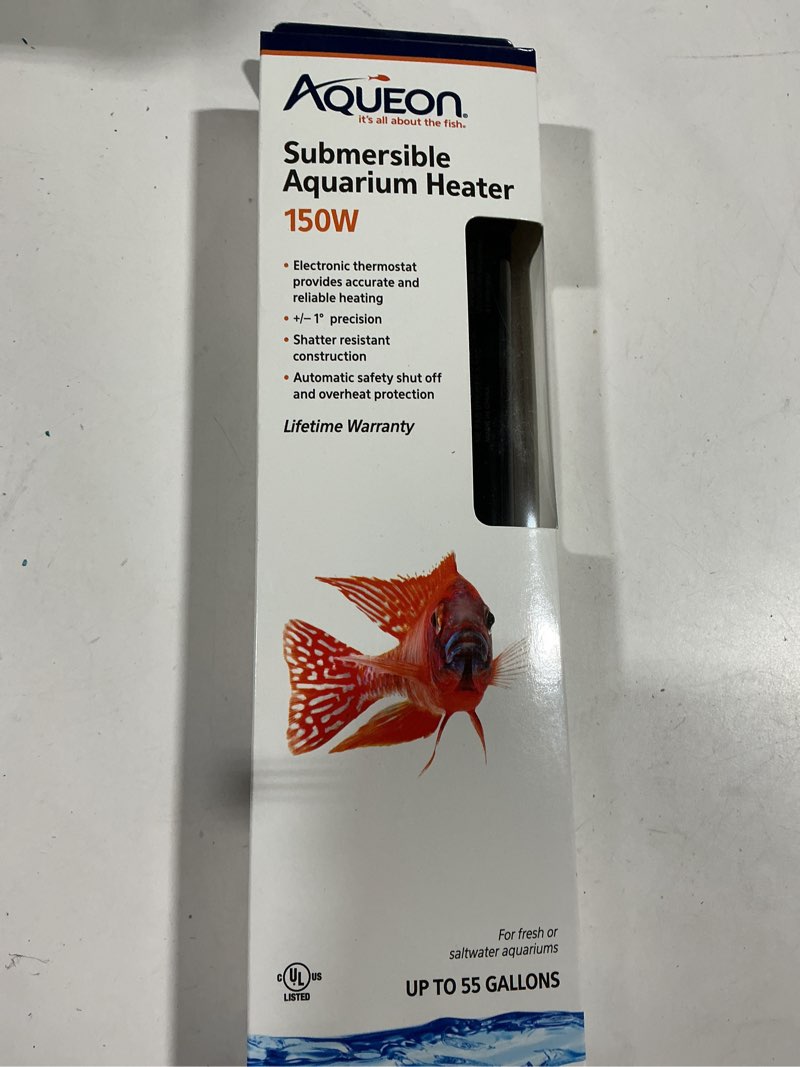 AQUEON®
it's all about the fish.
Submersible
Aquarium Heater
150W
• Electronic thermostat
provides accurate and
reliable heating
• +/– 1° precision
• Shatter resistant
construction
• Automatic safety shut off
and overheat protection
Lifetime Warranty
For fresh or
saltwater aquariums
UP TO 55 GALLONS
C UL US
LISTED